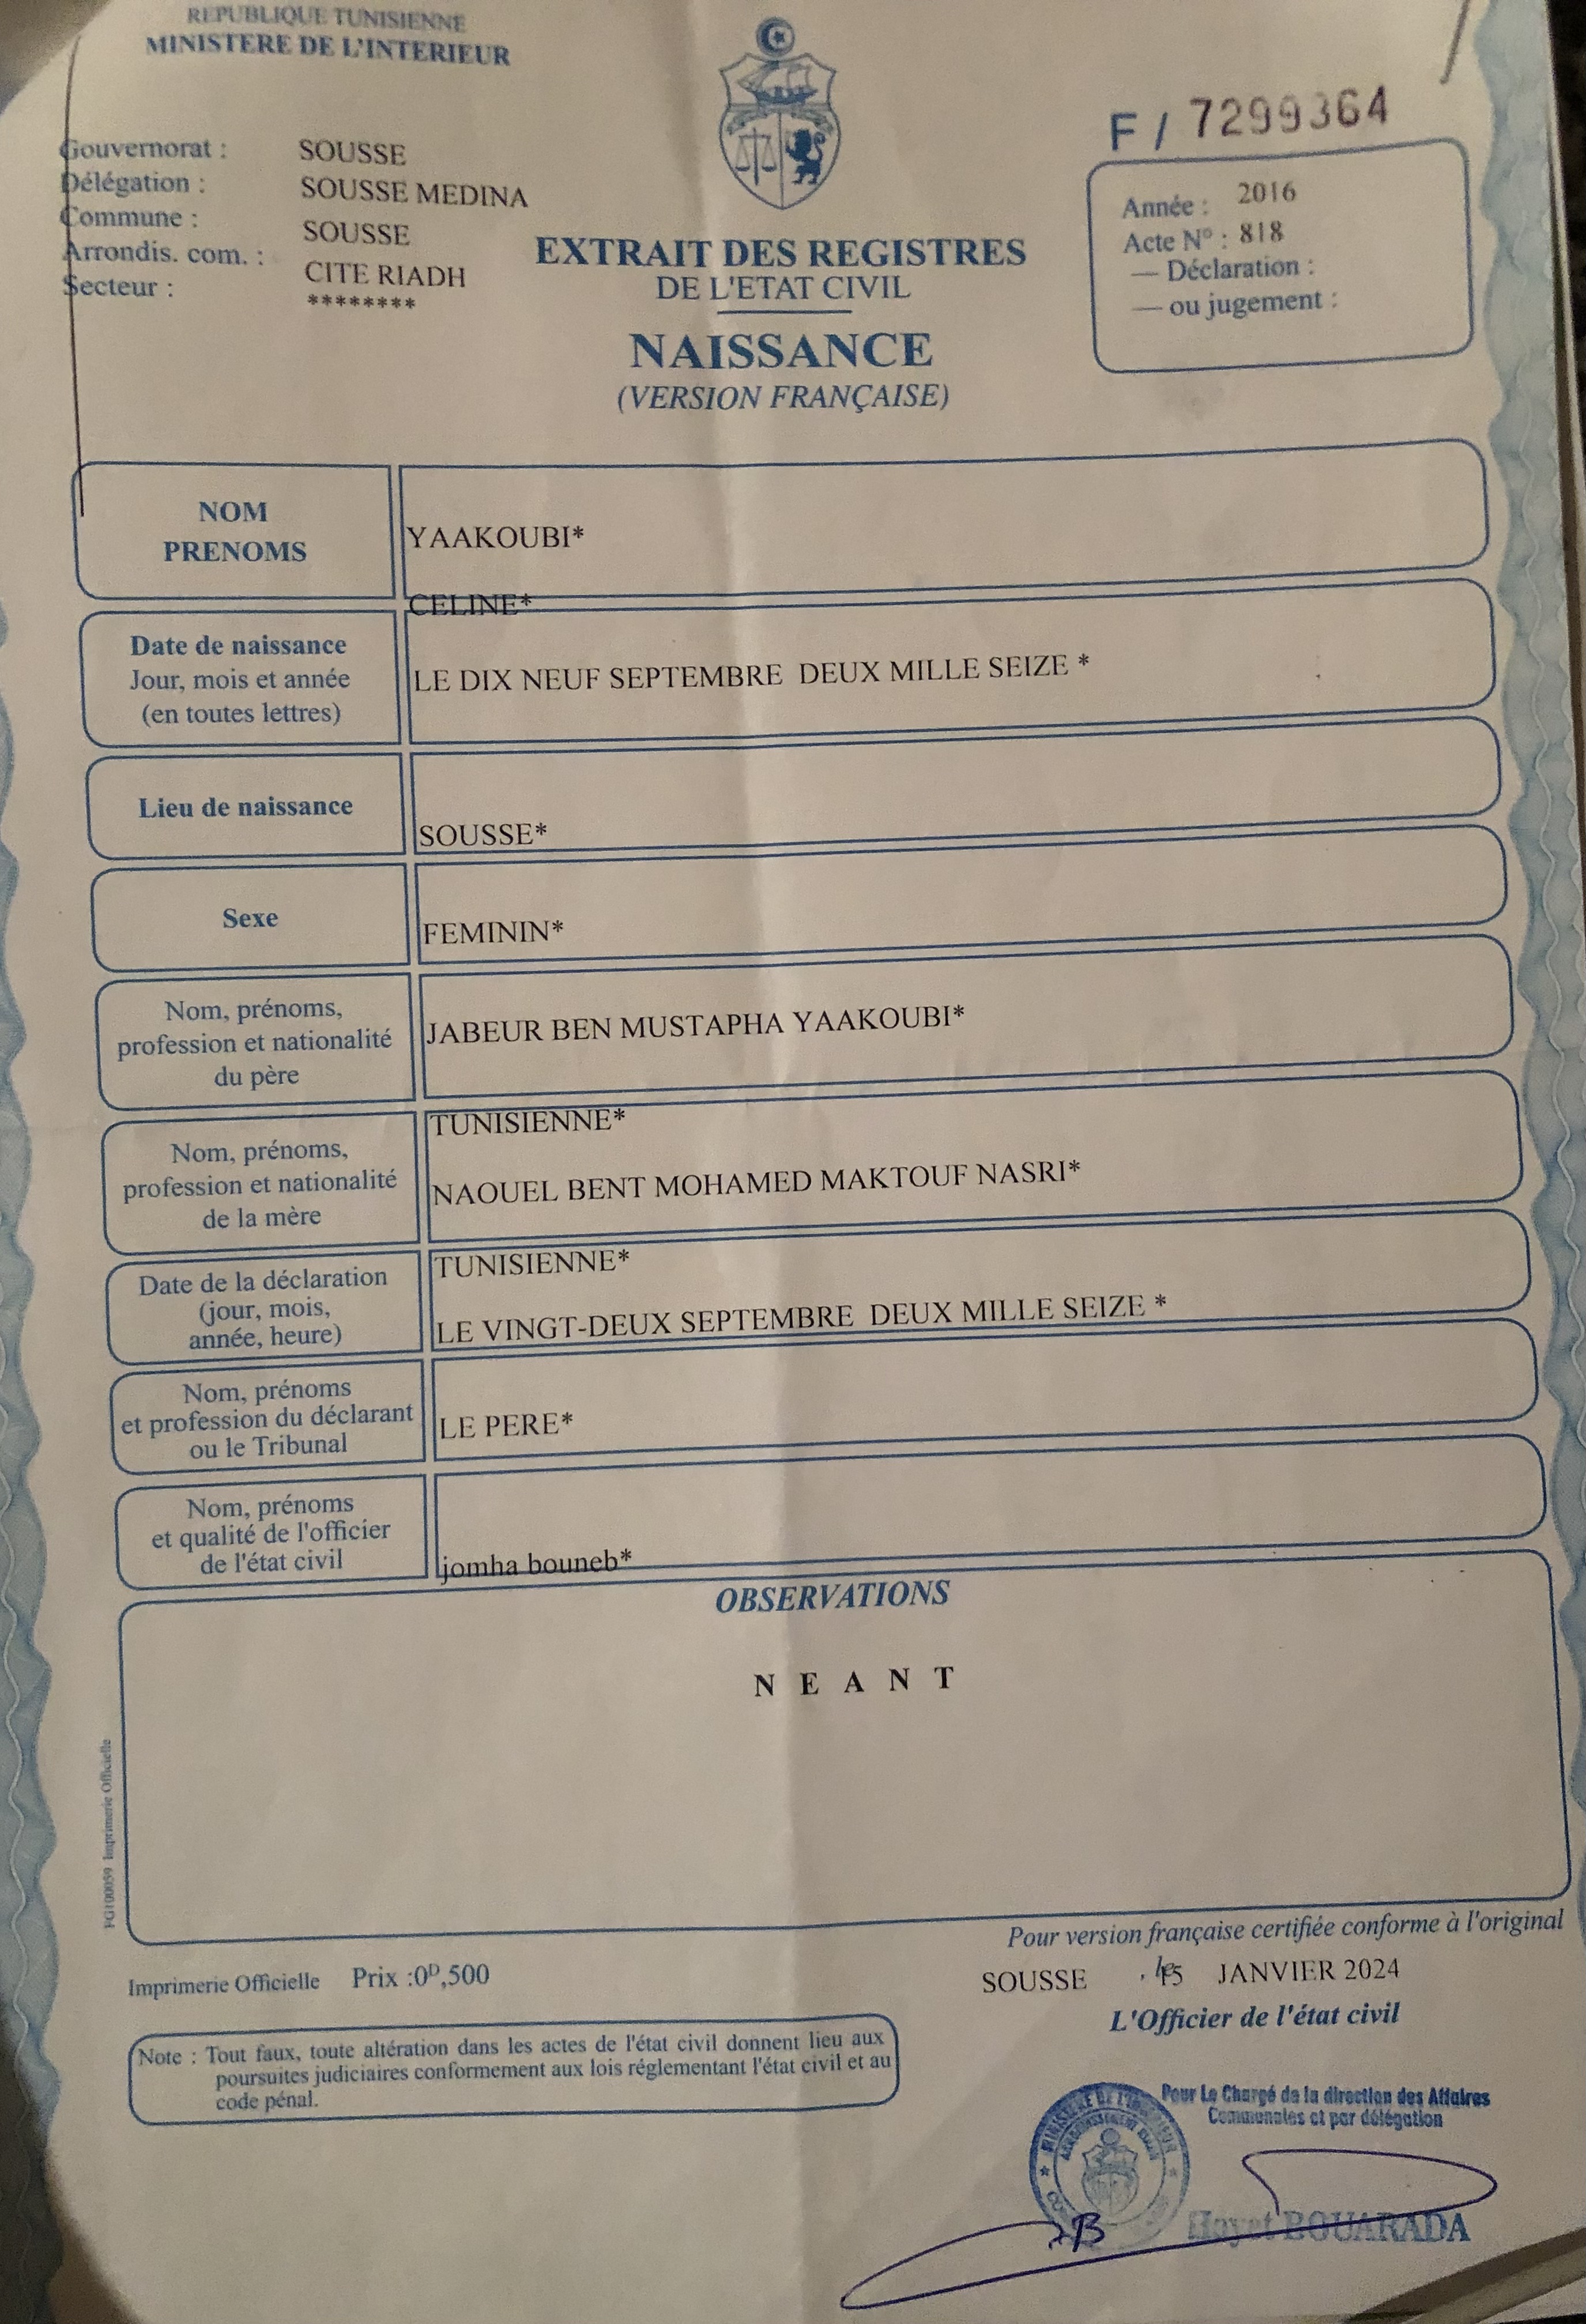 REPUBLIQUE TUNISIENNE
MINISTERE DE L'INTERIEUR
Gouvernorat : SOUSSE
Délégation : SOUSSE MEDINA
Commune : SOUSSE
Arrondis. com. : CITE RIADH
Secteur : ********
F / 7299364
Année : 2016
Acte N° : 818
— Déclaration :
— ou jugement :
EXTRAIT DES REGISTRES
DE L'ETAT CIVIL
NAISSANCE
(VERSION FRANÇAISE)
NOM
PRENOMS
YAAKOUBI*
CELINE*
Date de naissance
Jour, mois et année
(en toutes lettres)
LE DIX NEUF SEPTEMBRE DEUX MILLE SEIZE *
Lieu de naissance
SOUSSE*
Sexe
FEMININ*
Nom, prénoms,
profession et nationalité
du père
JABEUR BEN MUSTAPHA YAAKOUBI*
TUNISIENNE*
Nom, prénoms,
profession et nationalité
de la mère
NAOUEL BENT MOHAMED MAKTOUF NASRI*
TUNISIENNE*
Date de la déclaration
(jour, mois,
année, heure)
LE VINGT-DEUX SEPTEMBRE DEUX MILLE SEIZE *
Nom, prénoms
et profession du déclarant
ou le Tribunal
LE PERE*
Nom, prénoms
et qualité de l'officier
de l'état civil
jomha bouneb*
OBSERVATIONS
N E A N T
FG100059 Imprimerie Officielle
Pour version française certifiée conforme à l'original
Imprimerie Officielle Prix :0ᴰ,500
SOUSSE , le 15 JANVIER 2024
L'Officier de l'état civil
Note : Tout faux, toute altération dans les actes de l'état civil donnent lieu aux
poursuites judiciaires conformement aux lois réglementant l'état civil et au
code pénal.
Pour Le Chargé de la direction des Affaires
Communales et par délégation
Hayet BOUARADA